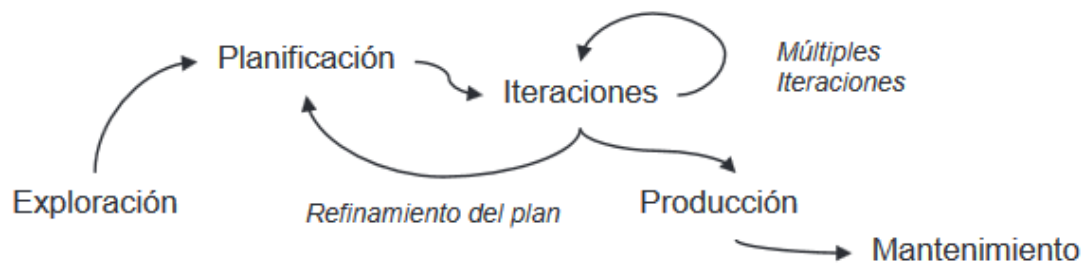 Planificación
Múltiples
Iteraciones
Iteraciones
Exploración
Refinamiento del plan
Producción
Mantenimiento